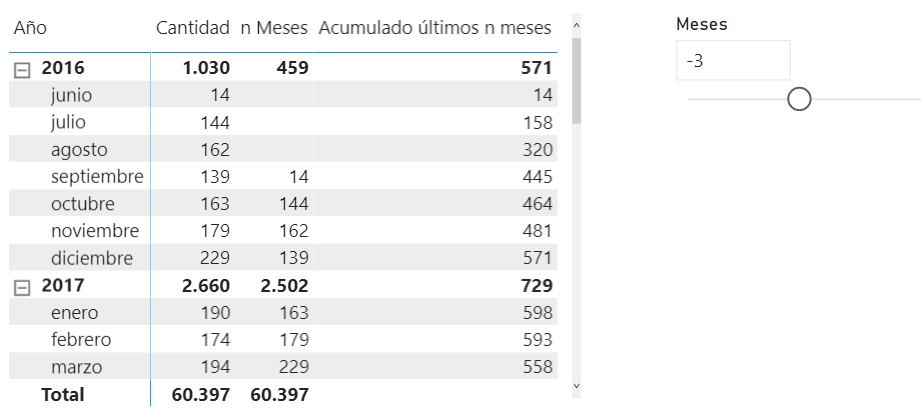 Año Cantidad n Meses Acumulado últimos n meses
2016 1.030 459 571
junio 14 14
julio 144 158
agosto 162 320
septiembre 139 14 445
octubre 163 144 464
noviembre 179 162 481
diciembre 229 139 571
2017 2.660 2.502 729
enero 190 163 598
febrero 174 179 593
marzo 194 229 558
Total 60.397 60.397
Meses
-3